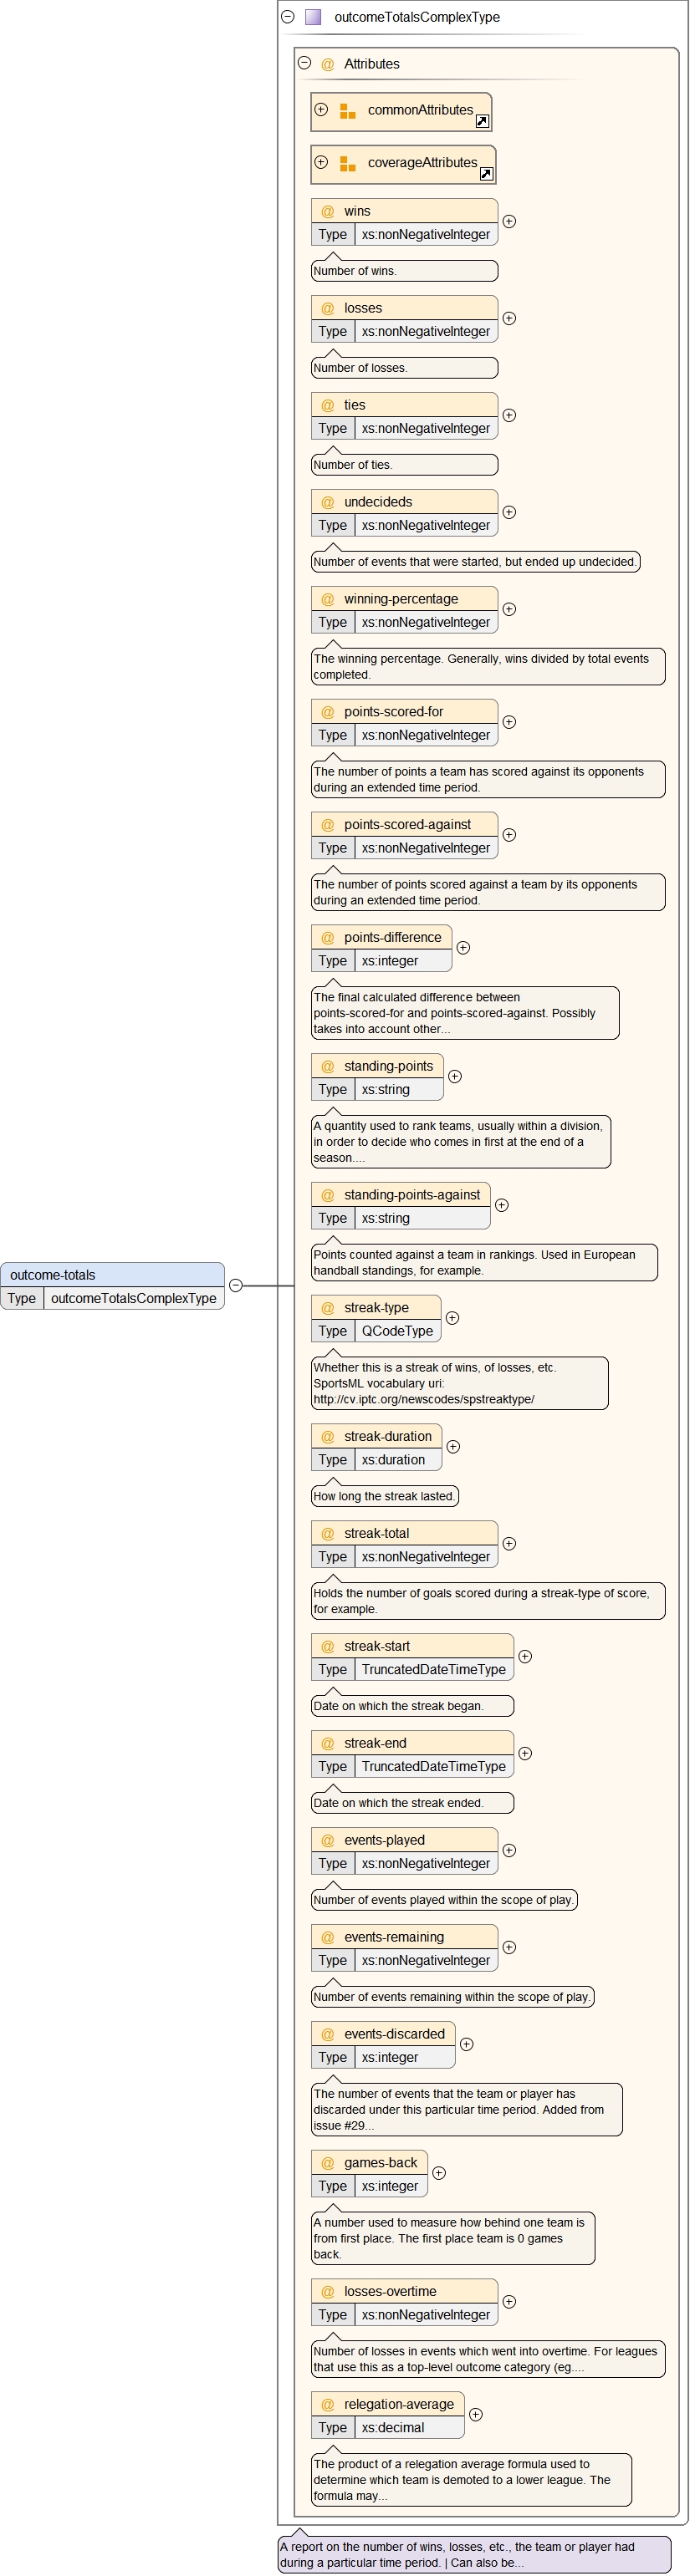 outcomeTotalsComplexType
@ Attributes
commonAttributes
coverageAttributes
@ wins
Type xs:nonNegativeInteger
Number of wins.
@ losses
Type xs:nonNegativeInteger
Number of losses.
@ ties
Type xs:nonNegativeInteger
Number of ties.
@ undecideds
Type xs:nonNegativeInteger
Number of events that were started, but ended up undecided.
@ winning-percentage
Type xs:nonNegativeInteger
The winning percentage. Generally, wins divided by total events
completed.
@ points-scored-for
Type xs:nonNegativeInteger
The number of points a team has scored against its opponents
during an extended time period.
@ points-scored-against
Type xs:nonNegativeInteger
The number of points scored against a team by its opponents
during an extended time period.
@ points-difference
Type xs:integer
The final calculated difference between
points-scored-for and points-scored-against. Possibly
takes into account other...
@ standing-points
Type xs:string
A quantity used to rank teams, usually within a division,
in order to decide who comes in first at the end of a
season....
@ standing-points-against
Type xs:string
Points counted against a team in rankings. Used in European
handball standings, for example.
outcome-totals
Type outcomeTotalsComplexType
@ streak-type
Type QCodeType
Whether this is a streak of wins, of losses, etc.
SportsML vocabulary uri:
http://cv.iptc.org/newscodes/spstreaktype/
@ streak-duration
Type xs:duration
How long the streak lasted.
@ streak-total
Type xs:nonNegativeInteger
Holds the number of goals scored during a streak-type of score,
for example.
@ streak-start
Type TruncatedDateTimeType
Date on which the streak began.
@ streak-end
Type TruncatedDateTimeType
Date on which the streak ended.
@ events-played
Type xs:nonNegativeInteger
Number of events played within the scope of play.
@ events-remaining
Type xs:nonNegativeInteger
Number of events remaining within the scope of play.
@ events-discarded
Type xs:integer
The number of events that the team or player has
discarded under this particular time period. Added from
issue #29...
@ games-back
Type xs:integer
A number used to measure how behind one team is
from first place. The first place team is 0 games
back.
@ losses-overtime
Type xs:nonNegativeInteger
Number of losses in events which went into overtime. For leagues
that use this as a top-level outcome category (eg....
@ relegation-average
Type xs:decimal
The product of a relegation average formula used to
determine which team is demoted to a lower league. The
formula may...
A report on the number of wins, losses, etc., the team or player had
during a particular time period. | Can also be...